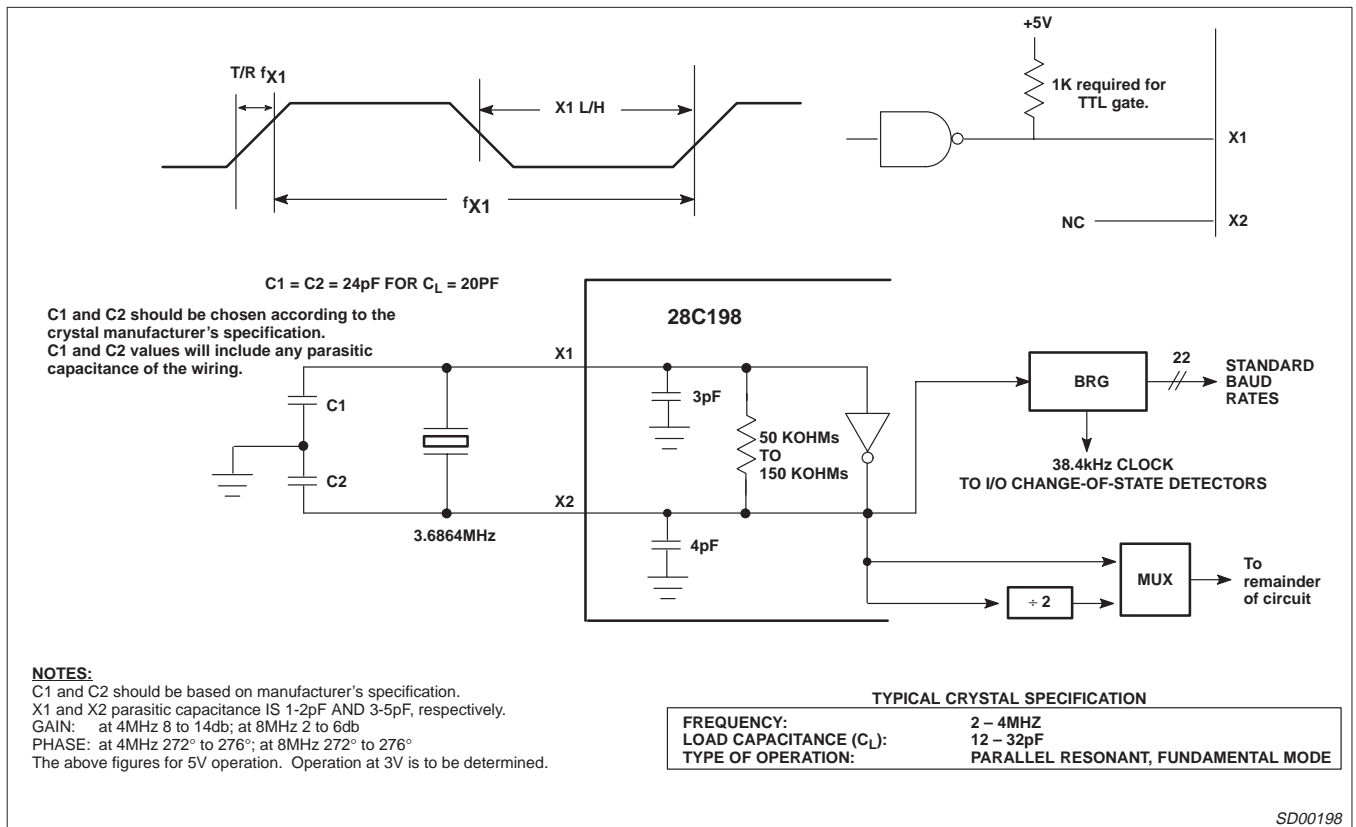 T/R fX1
X1 L/H
fX1
+5V
1K required for
TTL gate.
X1
NC
X2
C1 = C2 = 24pF FOR CL = 20PF
C1 and C2 should be chosen according to the
crystal manufacturer's specification.
C1 and C2 values will include any parasitic
capacitance of the wiring.
28C198
X1
C1
C2
X2
3.6864MHz
3pF
50 KOHMs
TO
150 KOHMs
4pF
BRG
22
STANDARD
BAUD
RATES
38.4kHz CLOCK
TO I/O CHANGE-OF-STATE DETECTORS
MUX
÷ 2
To
remainder
of circuit
NOTES:
C1 and C2 should be based on manufacturer's specification.
X1 and X2 parasitic capacitance IS 1-2pF AND 3-5pF, respectively.
GAIN: at 4MHz 8 to 14db; at 8MHz 2 to 6db
PHASE: at 4MHz 272° to 276°; at 8MHz 272° to 276°
The above figures for 5V operation. Operation at 3V is to be determined.
TYPICAL CRYSTAL SPECIFICATION
FREQUENCY: 2 – 4MHZ
LOAD CAPACITANCE (CL): 12 – 32pF
TYPE OF OPERATION: PARALLEL RESONANT, FUNDAMENTAL MODE
SD00198